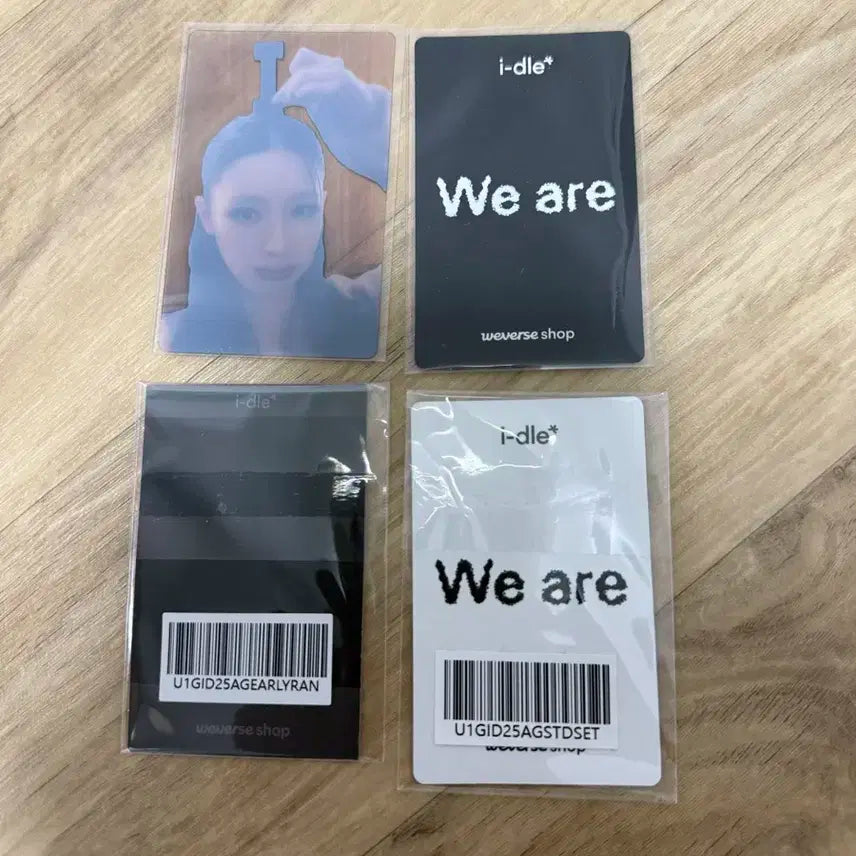 i-dle*
We are
weverse shop
i-dle*
U1GID25AGEARLYRAN
weverse shop
i-dle*
We are
U1GID25AGSTDSET
weverse shop